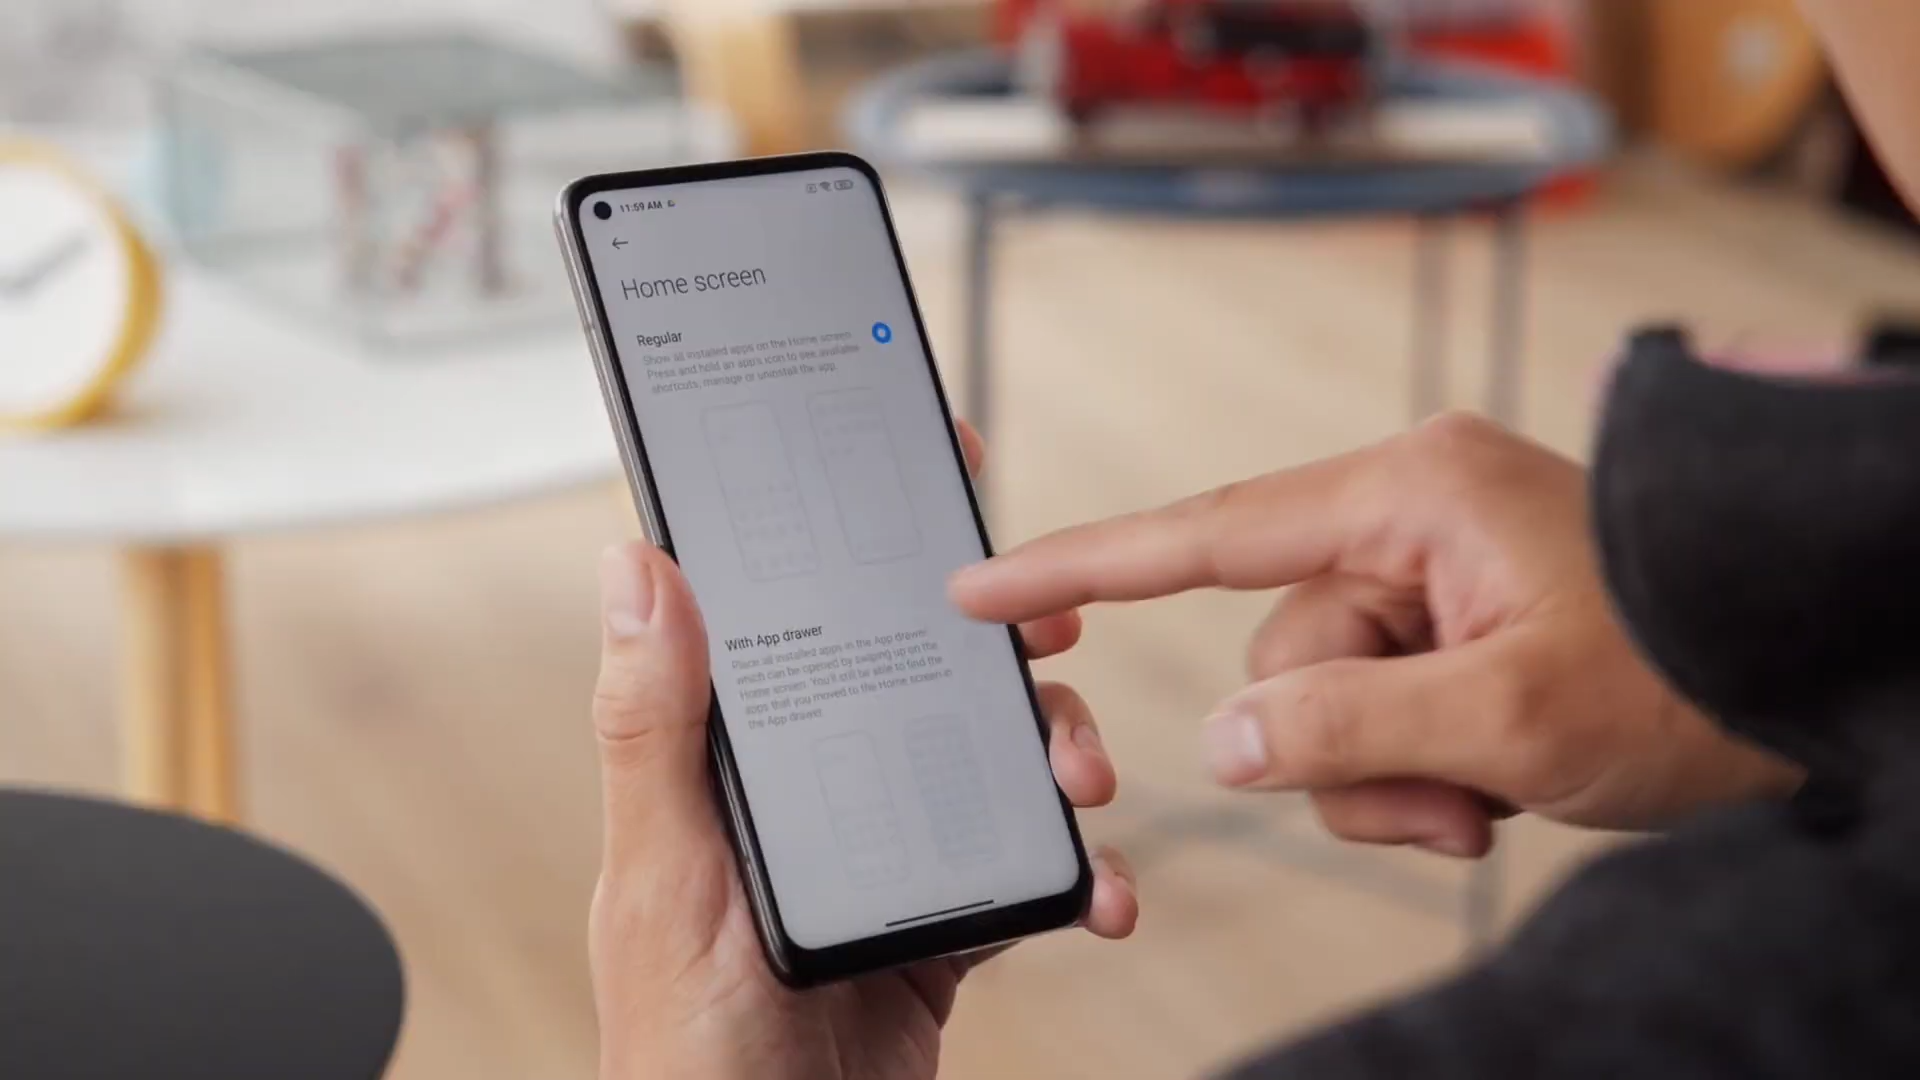 11:59 AM
Home screen
Regular
Show all installed apps on the Home screen.
Press and hold an app's icon to see available
shortcuts, manage or uninstall the app.
With App drawer
Place all installed apps in the App drawer
which can be opened by swiping up on the
Home screen. You'll still be able to find the
apps that you moved to the Home screen in
the App drawer.